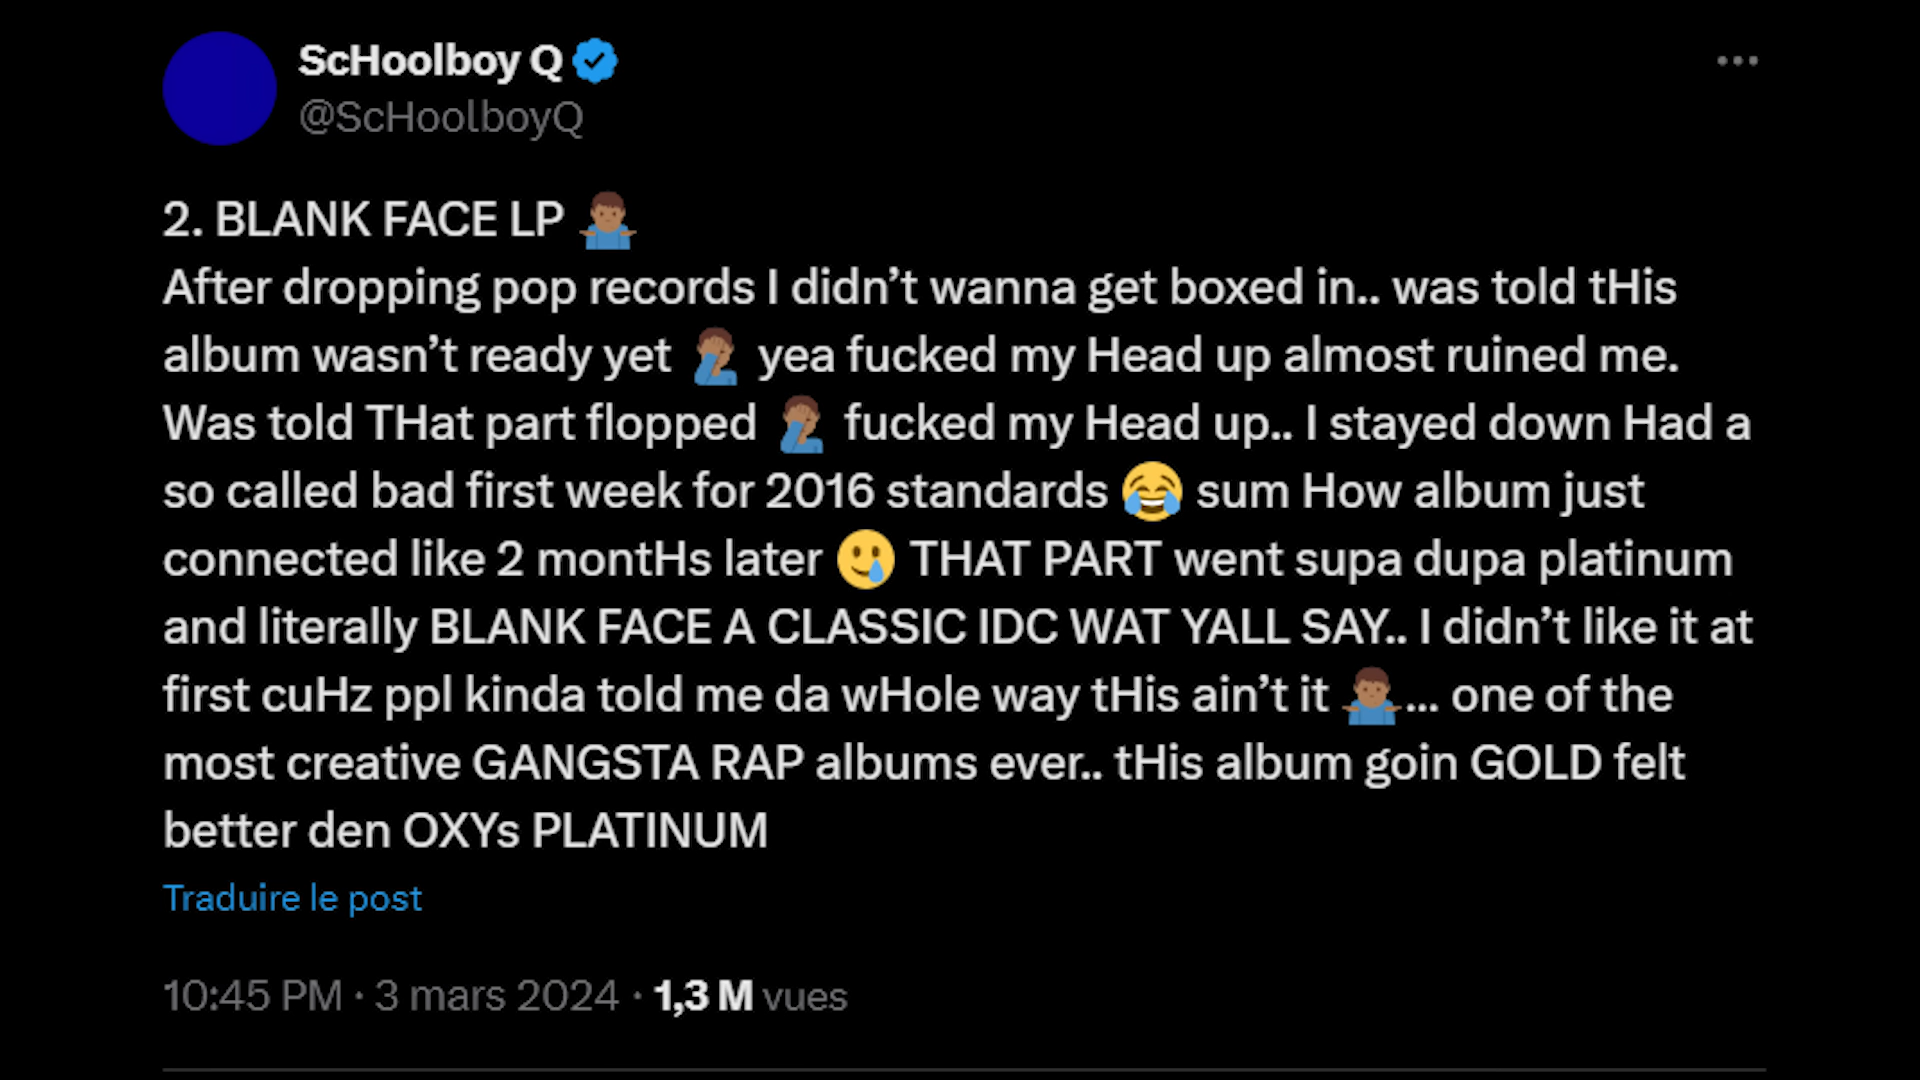 ScHoolboy Q
@ScHoolboyQ
2. BLANK FACE LP 🤷🏾‍♂️
After dropping pop records I didn’t wanna get boxed in.. was told tHis
album wasn’t ready yet 🤦🏾‍♂️ yea fucked my Head up almost ruined me.
Was told THat part flopped 🤦🏾‍♂️ fucked my Head up.. I stayed down Had a
so called bad first week for 2016 standards 😂 sum How album just
connected like 2 montHs later 🥲 THAT PART went supa dupa platinum
and literally BLANK FACE A CLASSIC IDC WAT YALL SAY.. I didn’t like it at
first cuHz ppl kinda told me da wHole way tHis ain’t it 🤷🏾‍♂️... one of the
most creative GANGSTA RAP albums ever.. tHis album goin GOLD felt
better den OXYs PLATINUM
Traduire le post
10:45 PM · 3 mars 2024 · 1,3 M vues